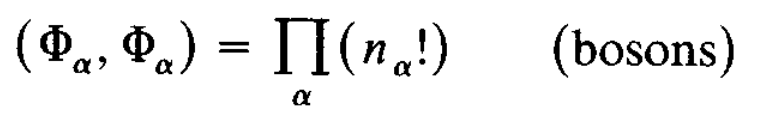 (Φ_α, Φ_α) = ∏_α (n_α!) (bosons)